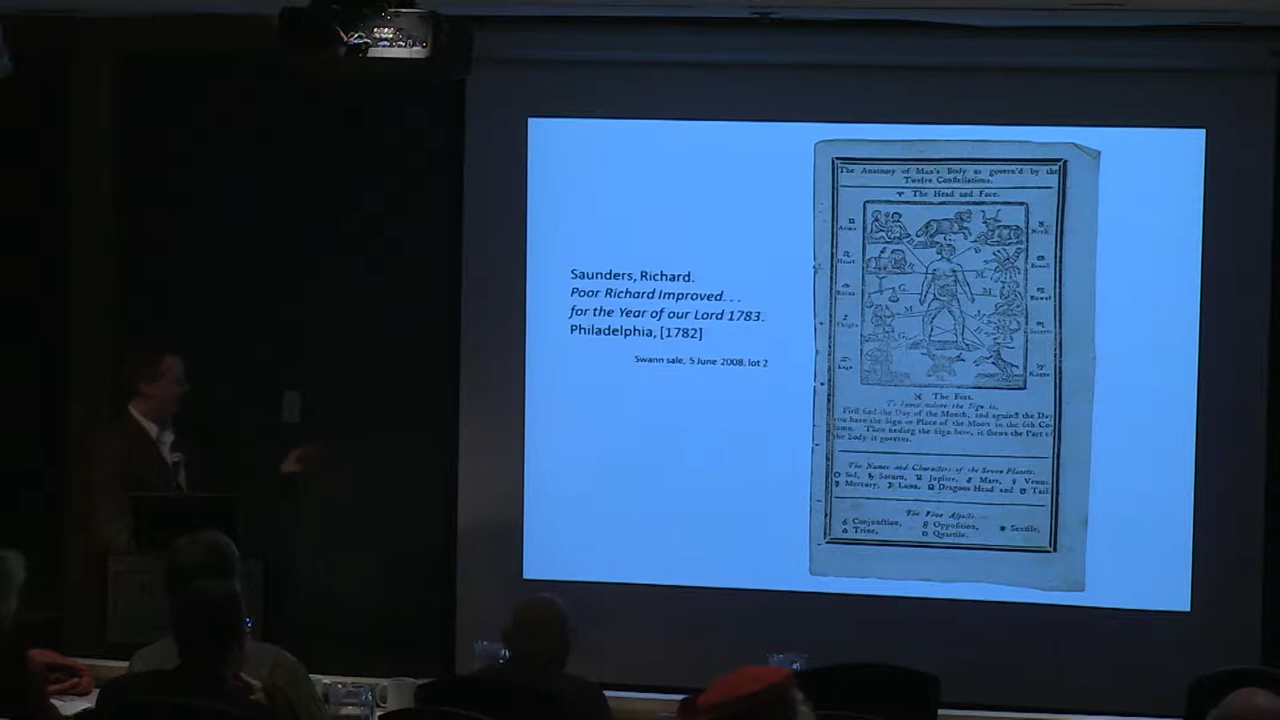 Saunders, Richard.
Poor Richard Improved. . .
for the Year of our Lord 1783.
Philadelphia, [1782]
Swann sale, 5 June 2008, lot 2
The Anatomy of Man's Body as govern'd by the
Twelve Constellations.
♈ The Head and Face.
♊ Arms
♉ Neck
♌ Heart
♋ Breast
♎ Reins
♍ Bowels
♐ Thighs
♏ Secrets
♒ Legs
♑ Knees
♓ The Feet.
To know where the Sign is.
First find the Day of the Month, and against the Day
you have the Sign or Place of the Moon in the 6th Co-
lumn. Then finding the Sign here, it shews the Part of
the Body it governs.
The Names and Characters of the Seven Planets.
☉ Sol, ♄ Saturn, ♃ Jupiter, ♂ Mars, ♀ Venus
☿ Mercury, ☽ Luna, ☊ Dragons Head and ☋ Tail
The Five Aspects.
☌ Conjunction, ☍ Opposition, ⚹ Sextile,
△ Trine, □ Quartile.